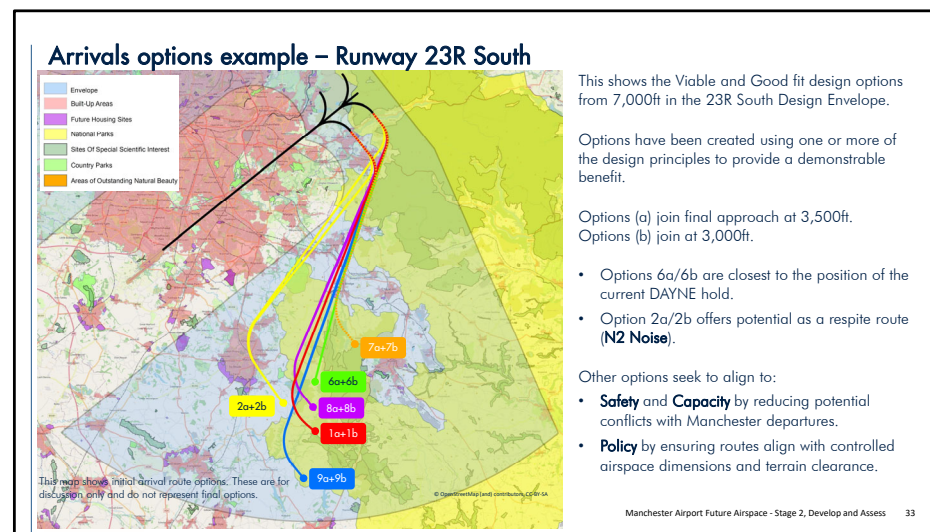 Arrivals options example – Runway 23R South
Envelope
Built-Up Areas
Future Housing Sites
National Parks
Sites Of Special Scientific Interest
Country Parks
Areas of Outstanding Natural Beauty
7a+7b
6a+6b
2a+2b
8a+8b
1a+1b
9a+9b
This map shows initial arrival route options. These are for
discussion only and do not represent final options.
© OpenStreetMap (and) contributors, CC-BY-SA
This shows the Viable and Good fit design options
from 7,000ft in the 23R South Design Envelope.
Options have been created using one or more of
the design principles to provide a demonstrable
benefit.
Options (a) join final approach at 3,500ft.
Options (b) join at 3,000ft.
• Options 6a/6b are closest to the position of the
current DAYNE hold.
• Option 2a/2b offers potential as a respite route
(N2 Noise).
Other options seek to align to:
• Safety and Capacity by reducing potential
conflicts with Manchester departures.
• Policy by ensuring routes align with controlled
airspace dimensions and terrain clearance.
Manchester Airport Future Airspace - Stage 2, Develop and Assess 33